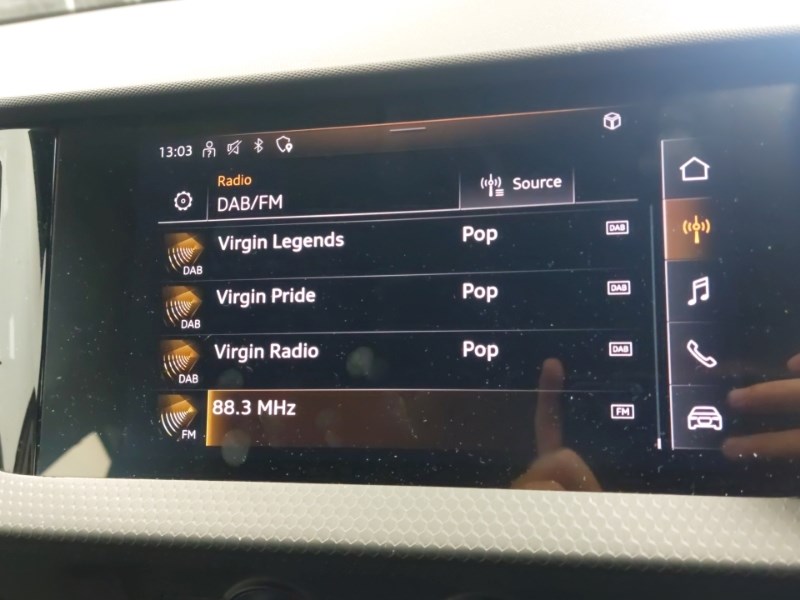 13:03
Radio
DAB/FM
Source
DAB
Virgin Legends
Pop
DAB
DAB
Virgin Pride
Pop
DAB
DAB
Virgin Radio
Pop
DAB
FM
88.3 MHz
FM